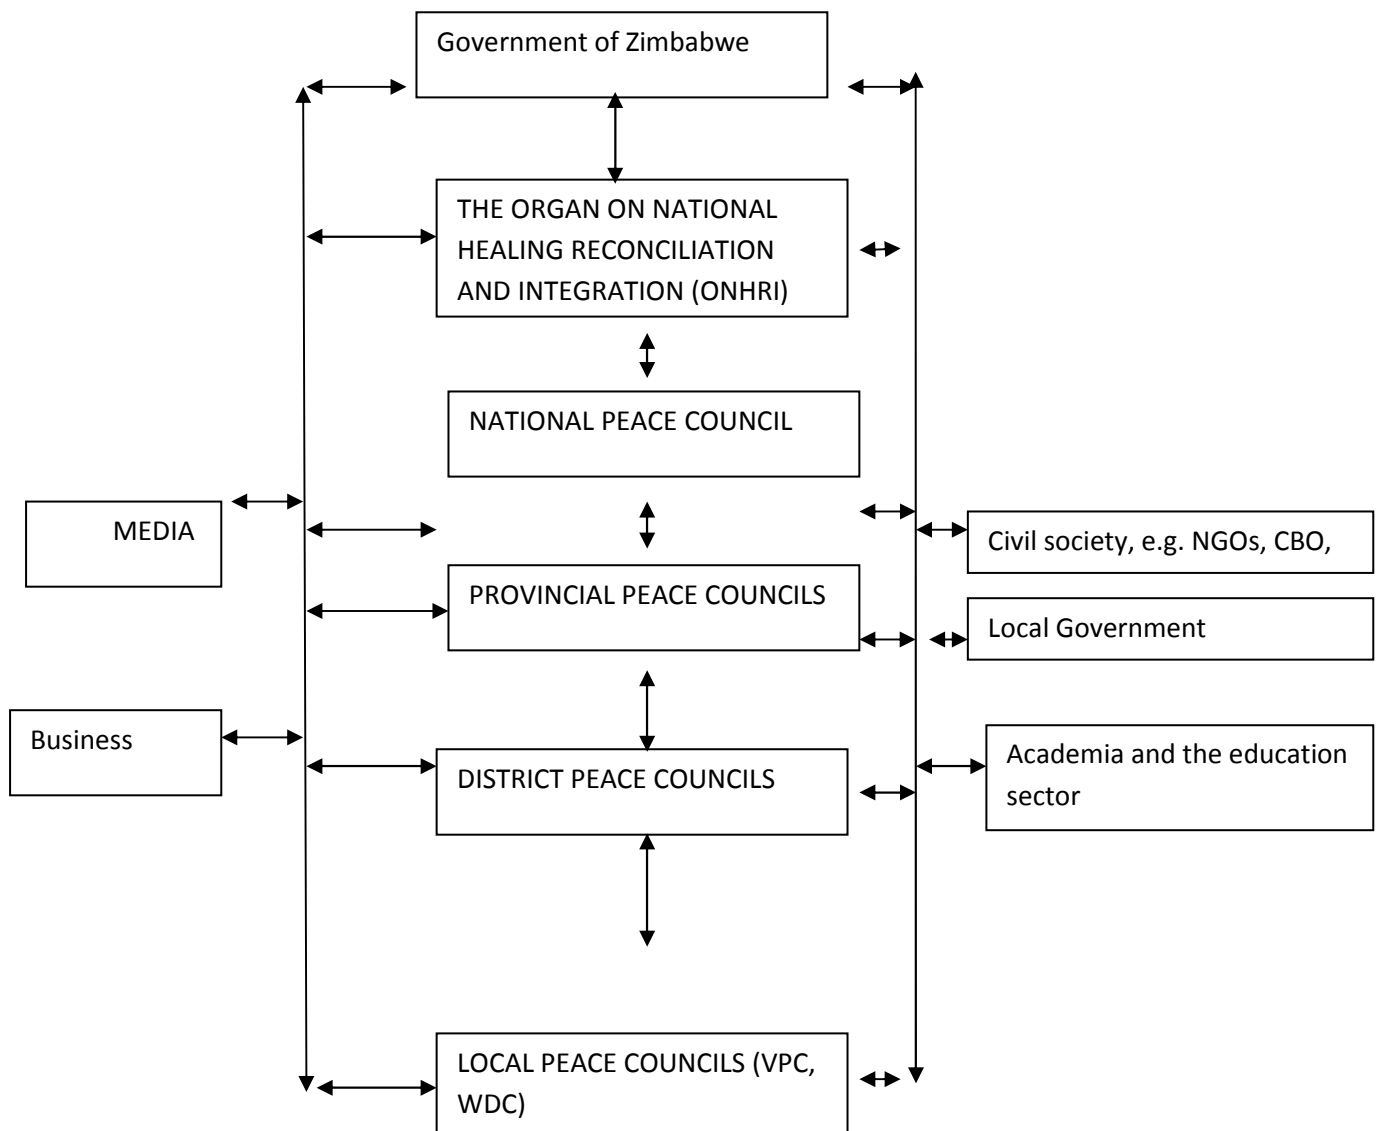 Government of Zimbabwe
THE ORGAN ON NATIONAL
HEALING RECONCILIATION
AND INTEGRATION (ONHRI)
NATIONAL PEACE COUNCIL
MEDIA
Civil society, e.g. NGOs, CBO,
PROVINCIAL PEACE COUNCILS
Local Government
Business
DISTRICT PEACE COUNCILS
Academia and the education
sector
LOCAL PEACE COUNCILS (VPC,
WDC)